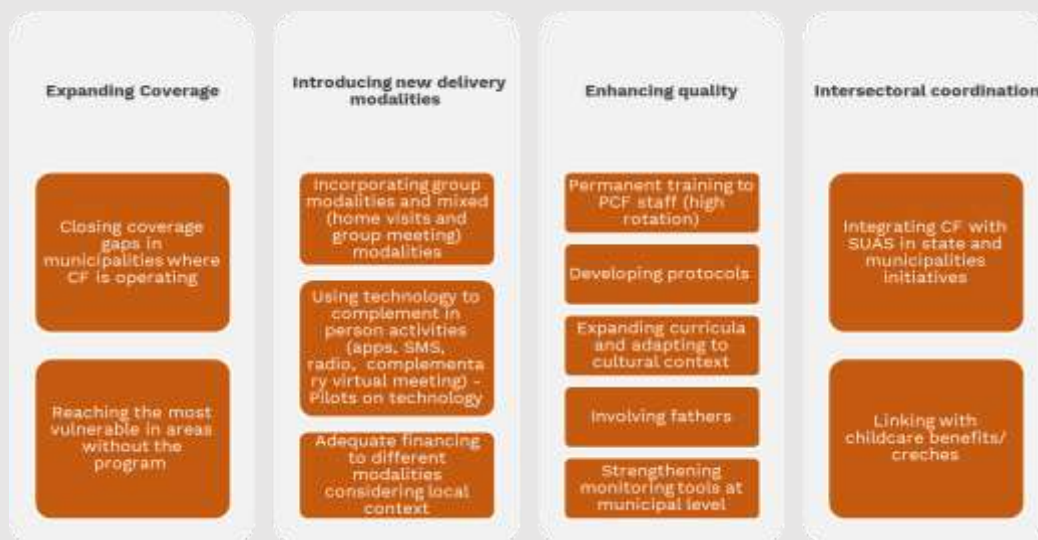 Expanding Coverage
Closing coverage
gaps in
municipalities where
CF is operating
Reaching the most
vulnerable in areas
without the
program
Introducing new delivery
modalities
Incorporating group
modalities and mixed
(home visits and
group meeting)
modalities
Using technology to
complement in
person activities
(apps, SMS,
radio, complementa
ry virtual meeting) -
Pilots on technology
Adequate financing
to different
modalities
considering local
context
Enhancing quality
Permanent training to
PCF staff (high
rotation)
Developing protocols
Expanding curricula
and adapting to
cultural context
Involving fathers
Strengthening
monitoring tools at
municipal level
Intersectoral coordination
Integrating CF with
SUAS in state and
municipalities
initiatives
Linking with
childcare benefits/
creches